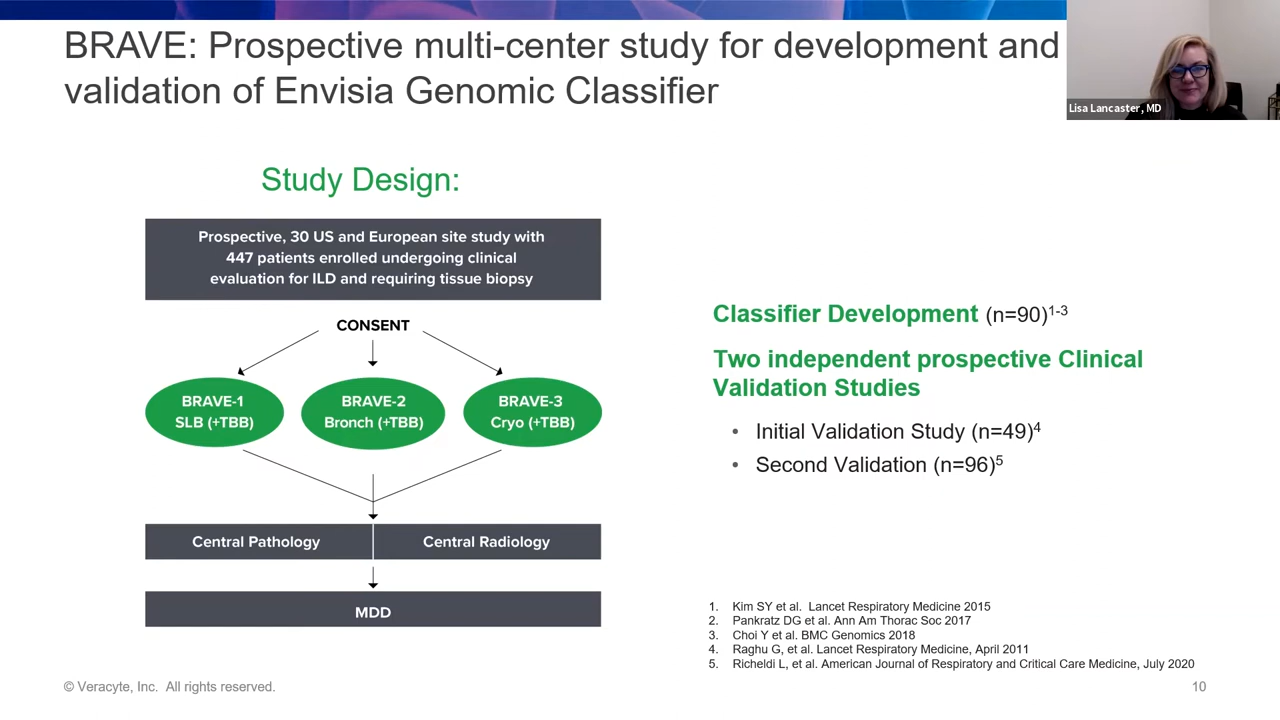 BRAVE: Prospective multi-center study for development and
validation of Envisia Genomic Classifier
Lisa Lancaster, MD
Study Design:
Prospective, 30 US and European site study with
447 patients enrolled undergoing clinical
evaluation for ILD and requiring tissue biopsy
CONSENT
BRAVE-1
SLB (+TBB)
BRAVE-2
Bronch (+TBB)
BRAVE-3
Cryo (+TBB)
Central Pathology
Central Radiology
MDD
Classifier Development (n=90)1-3
Two independent prospective Clinical
Validation Studies
• Initial Validation Study (n=49)4
• Second Validation (n=96)5
1. Kim SY et al. Lancet Respiratory Medicine 2015
2. Pankratz DG et al. Ann Am Thorac Soc 2017
3. Choi Y et al. BMC Genomics 2018
4. Raghu G, et al. Lancet Respiratory Medicine, April 2011
5. Richeldi L, et al. American Journal of Respiratory and Critical Care Medicine, July 2020
© Veracyte, Inc. All rights reserved.
10